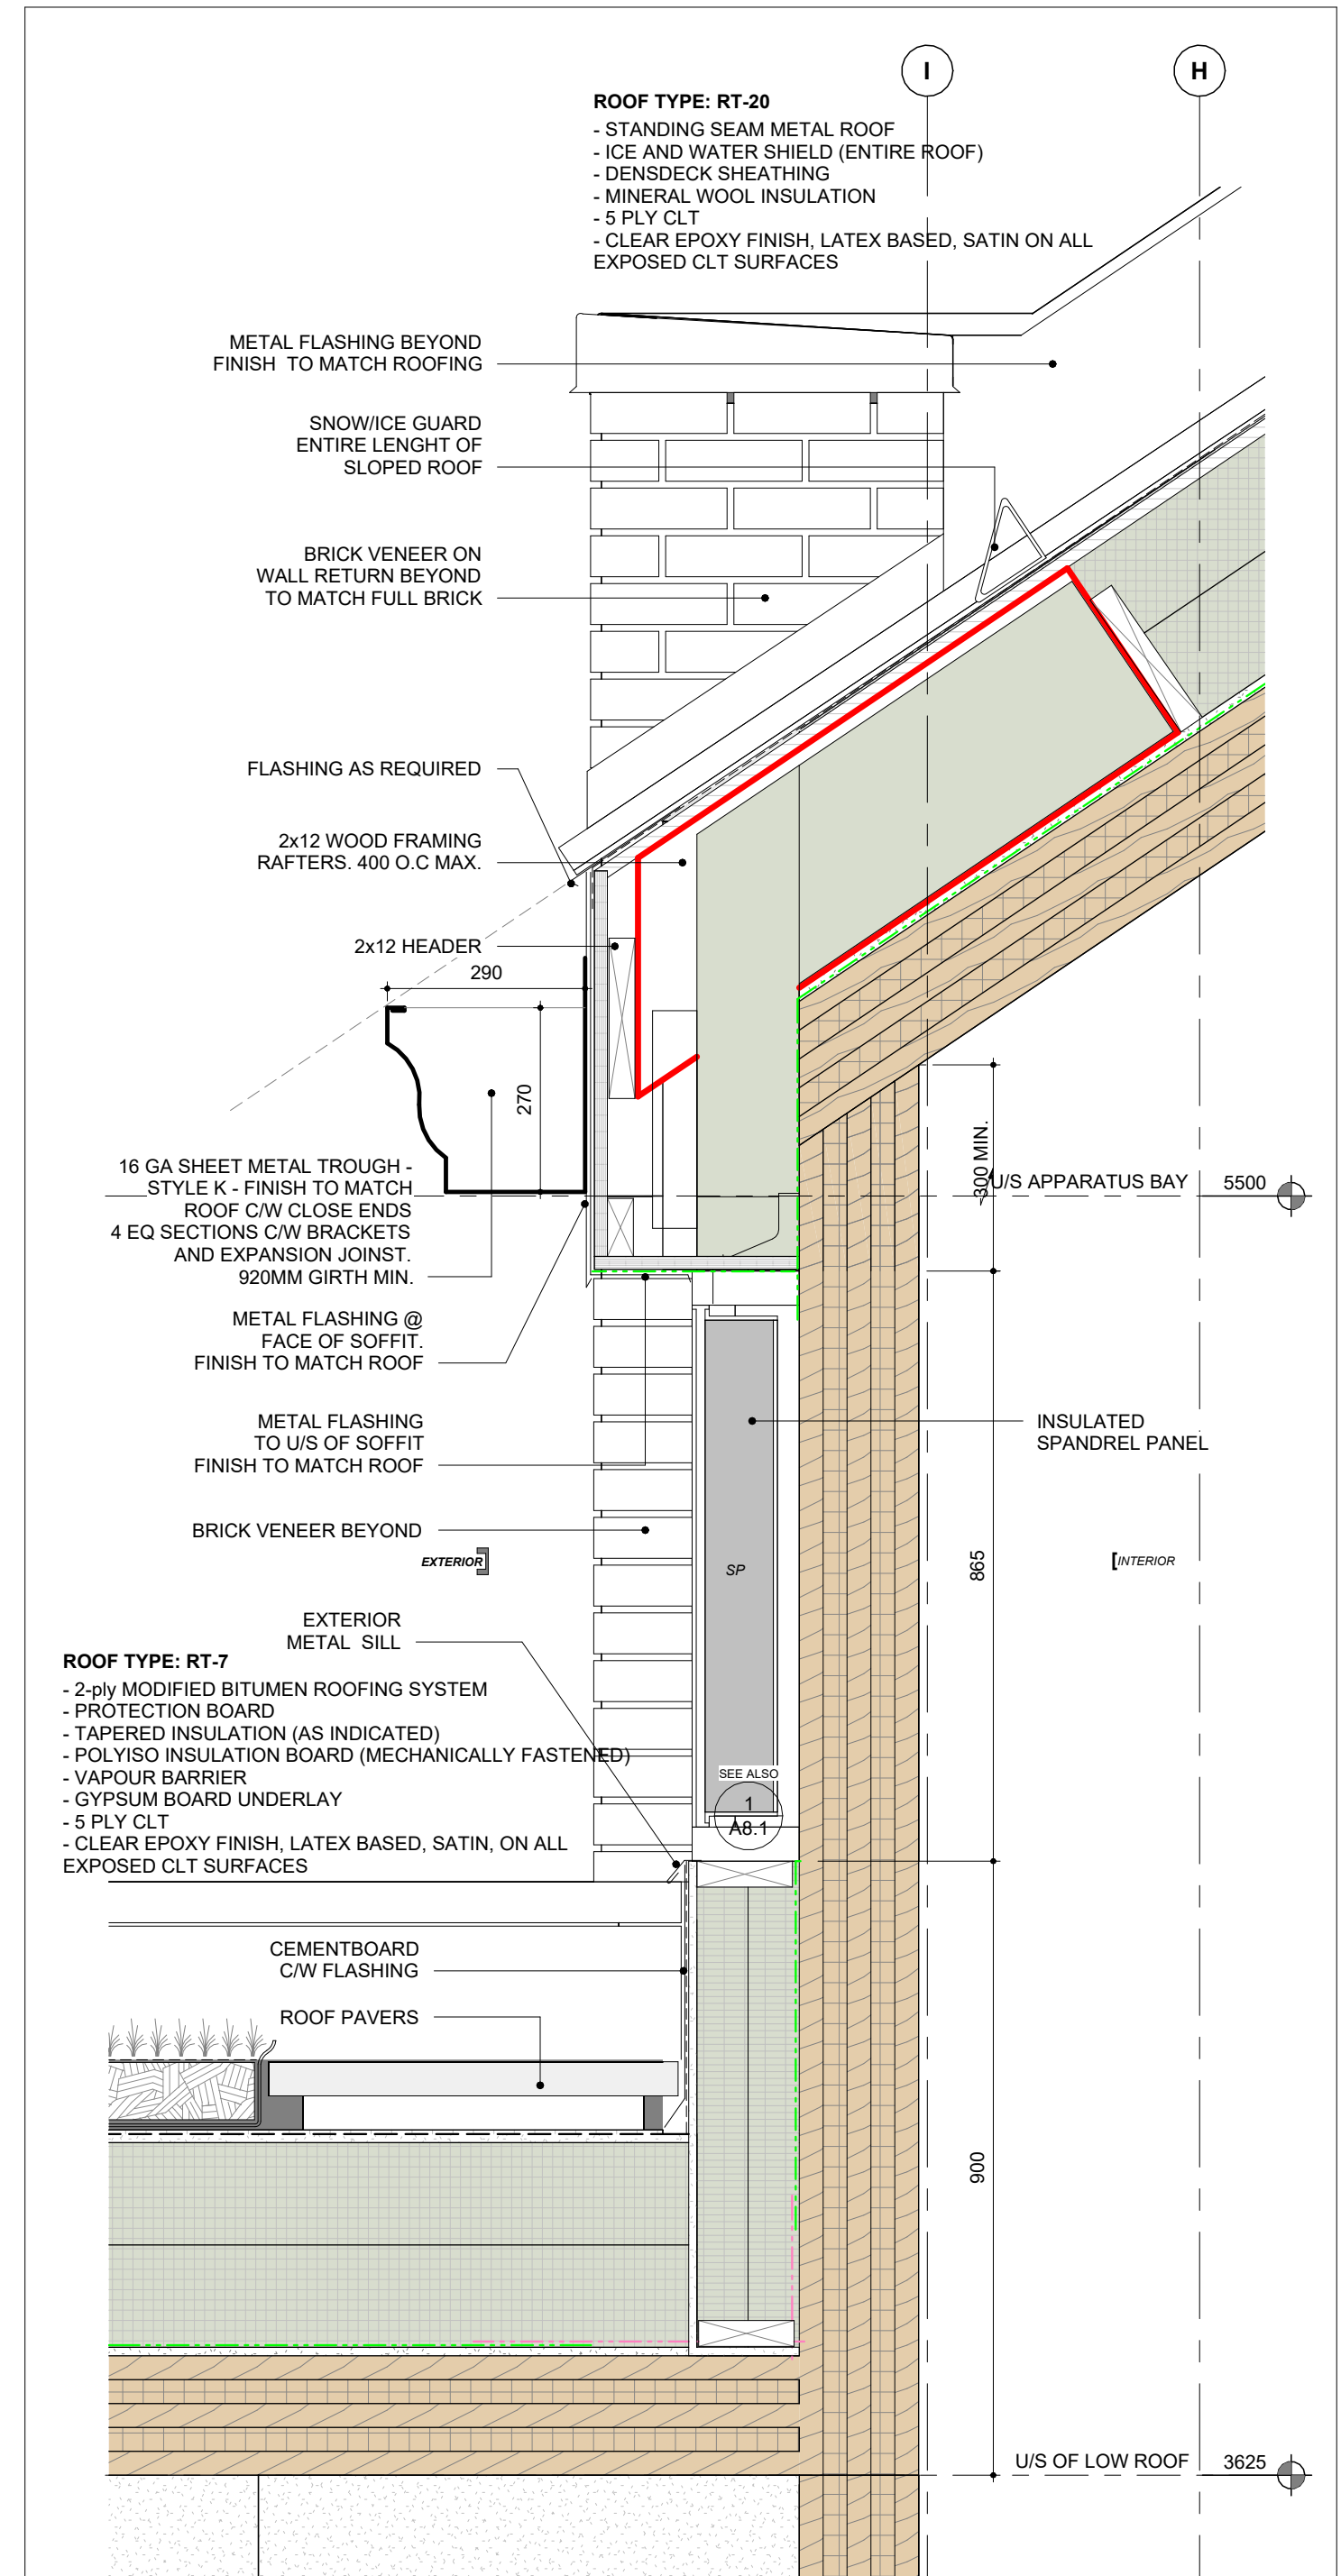 I
H
ROOF TYPE: RT-20
- STANDING SEAM METAL ROOF
- ICE AND WATER SHIELD (ENTIRE ROOF)
- DENSDECK SHEATHING
- MINERAL WOOL INSULATION
- 5 PLY CLT
- CLEAR EPOXY FINISH, LATEX BASED, SATIN ON ALL
EXPOSED CLT SURFACES
METAL FLASHING BEYOND
FINISH TO MATCH ROOFING
SNOW/ICE GUARD
ENTIRE LENGHT OF
SLOPED ROOF
BRICK VENEER ON
WALL RETURN BEYOND
TO MATCH FULL BRICK
FLASHING AS REQUIRED
2x12 WOOD FRAMING
RAFTERS. 400 O.C MAX.
2x12 HEADER
290
270
300 MIN.
U/S APPARATUS BAY
5500
16 GA SHEET METAL TROUGH -
STYLE K - FINISH TO MATCH
ROOF C/W CLOSE ENDS
4 EQ SECTIONS C/W BRACKETS
AND EXPANSION JOINST.
920MM GIRTH MIN.
METAL FLASHING @
FACE OF SOFFIT.
FINISH TO MATCH ROOF
METAL FLASHING
TO U/S OF SOFFIT
FINISH TO MATCH ROOF
INSULATED
SPANDREL PANEL
BRICK VENEER BEYOND
EXTERIOR
SP
865
INTERIOR
EXTERIOR
METAL SILL
ROOF TYPE: RT-7
- 2-ply MODIFIED BITUMEN ROOFING SYSTEM
- PROTECTION BOARD
- TAPERED INSULATION (AS INDICATED)
- POLYISO INSULATION BOARD (MECHANICALLY FASTENED)
- VAPOUR BARRIER
- GYPSUM BOARD UNDERLAY
- 5 PLY CLT
- CLEAR EPOXY FINISH, LATEX BASED, SATIN, ON ALL
EXPOSED CLT SURFACES
SEE ALSO
1
A8.1
CEMENTBOARD
C/W FLASHING
ROOF PAVERS
900
U/S OF LOW ROOF
3625